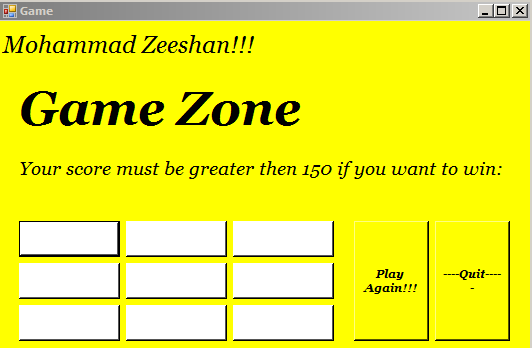 Game
Mohammad Zeeshan!!!
Game Zone
Your score must be greater then 150 if you want to win:
Play
Again!!!
----Quit----
-